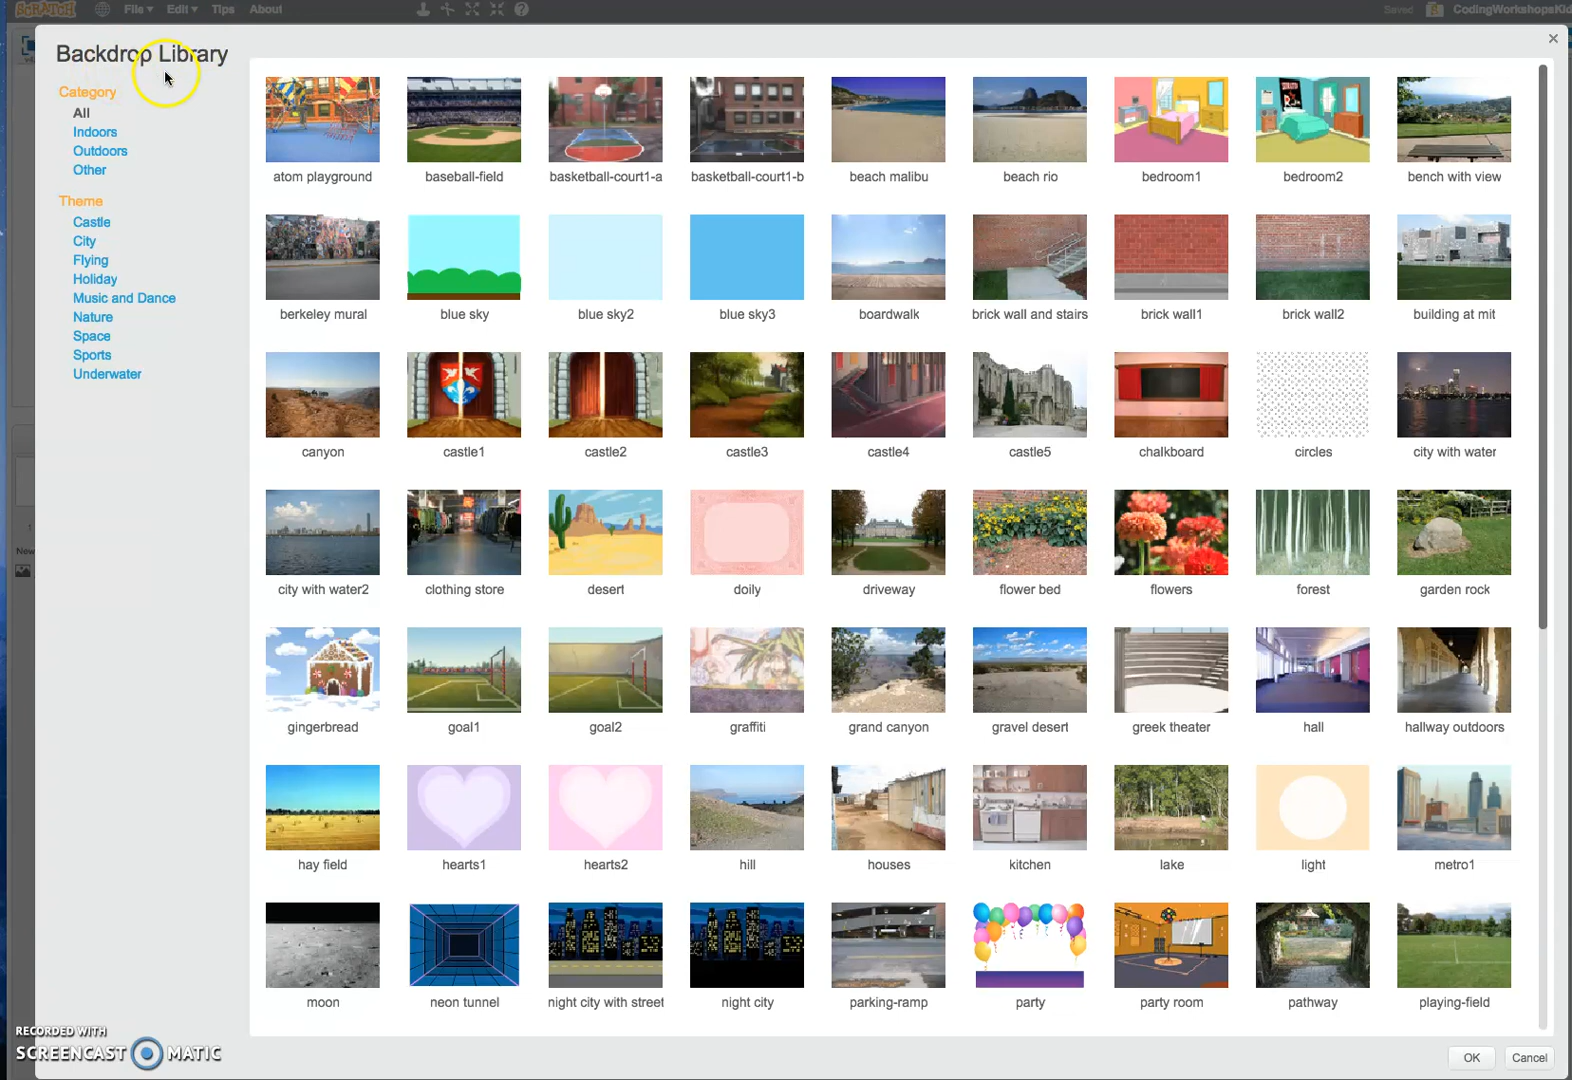 SCRATCH File Edit Tips About Saved CodingWorkshopsKid
Backdrop Library
Category
All
Indoors
Outdoors
Other
Theme
Castle
City
Flying
Holiday
Music and Dance
Nature
Space
Sports
Underwater
New
atom playground baseball-field basketball-court1-a basketball-court1-b beach malibu beach rio bedroom1 bedroom2 bench with view
berkeley mural blue sky blue sky2 blue sky3 boardwalk brick wall and stairs brick wall1 brick wall2 building at mit
canyon castle1 castle2 castle3 castle4 castle5 chalkboard circles city with water
city with water2 clothing store desert doily driveway flower bed flowers forest garden rock
gingerbread goal1 goal2 graffiti grand canyon gravel desert greek theater hall hallway outdoors
hay field hearts1 hearts2 hill houses kitchen lake light metro1
moon neon tunnel night city with street night city parking-ramp party party room pathway playing-field
RECORDED WITH
SCREENCAST MATIC
OK Cancel